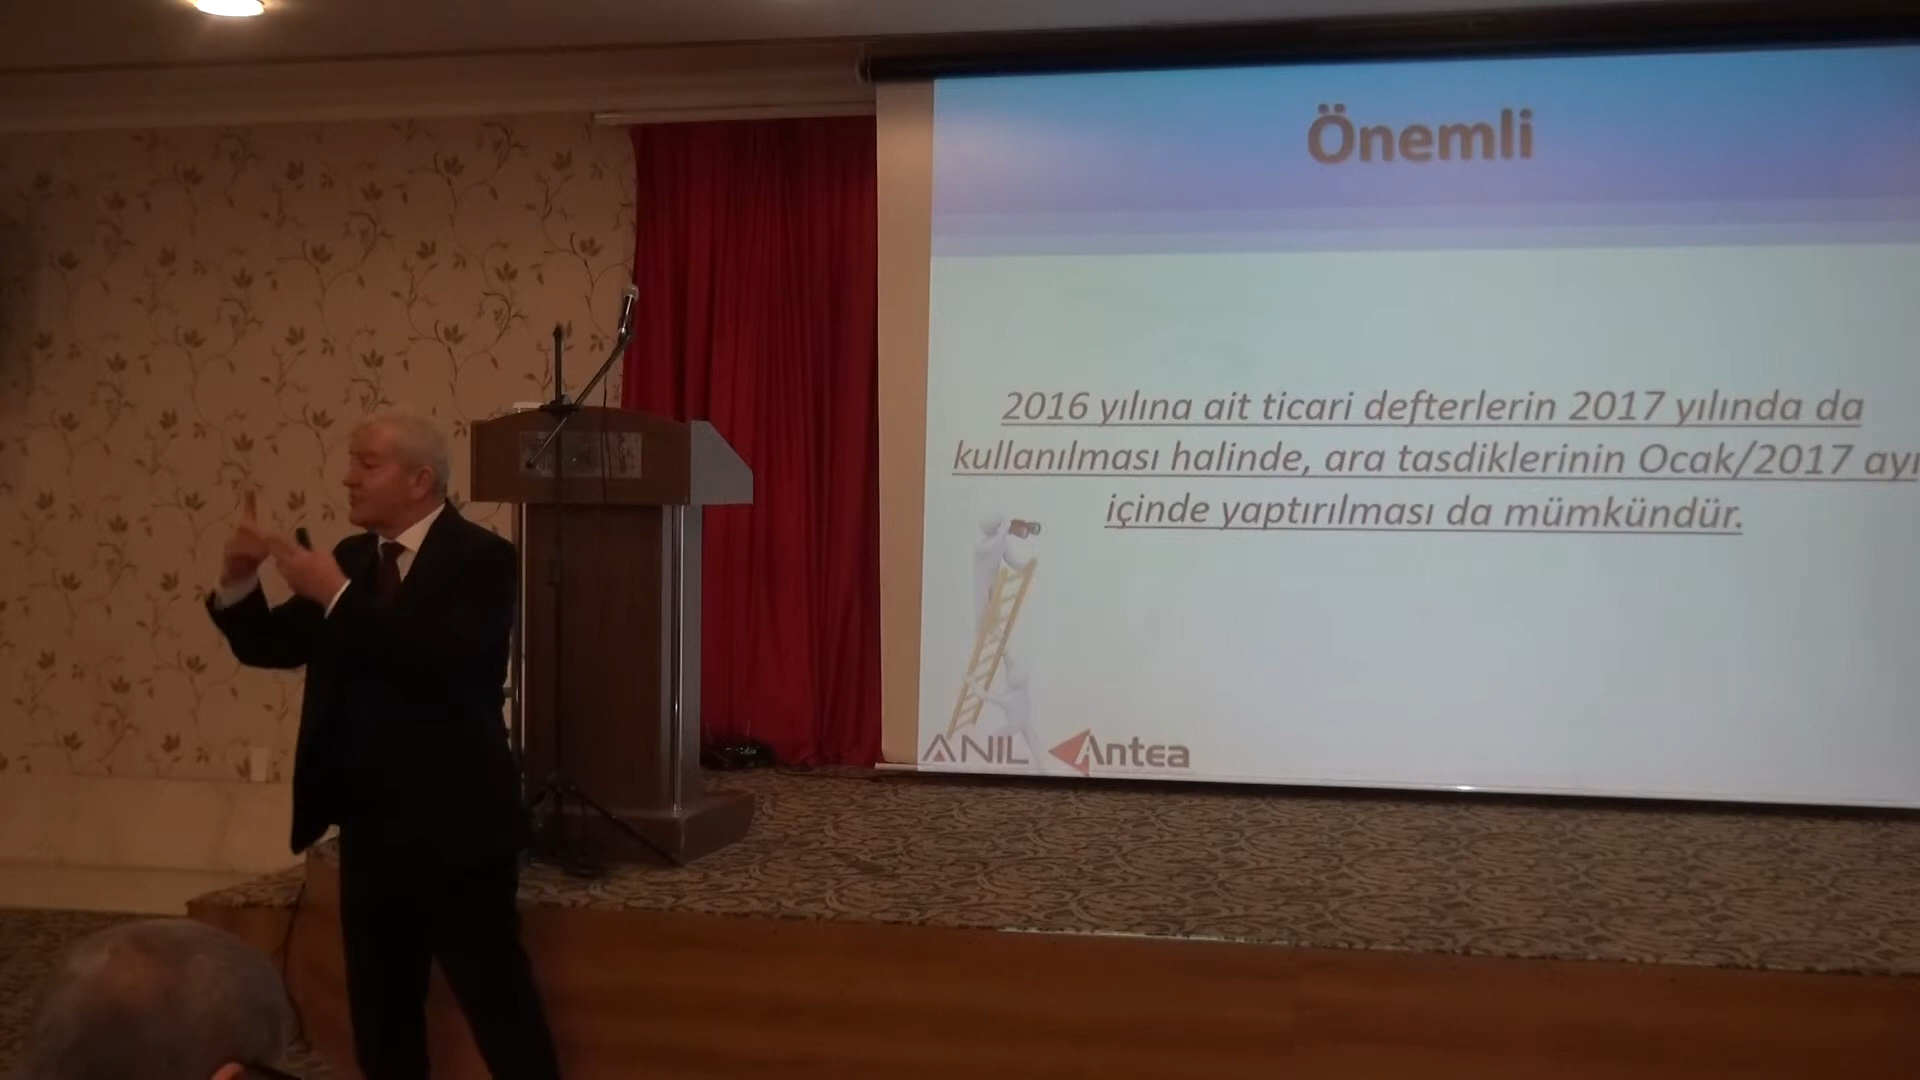 Önemli
2016 yılına ait ticari defterlerin 2017 yılında da
kullanılması halinde, ara tasdiklerinin Ocak/2017 ayı
içinde yaptırılması da mümkündür.
ANIL Antea